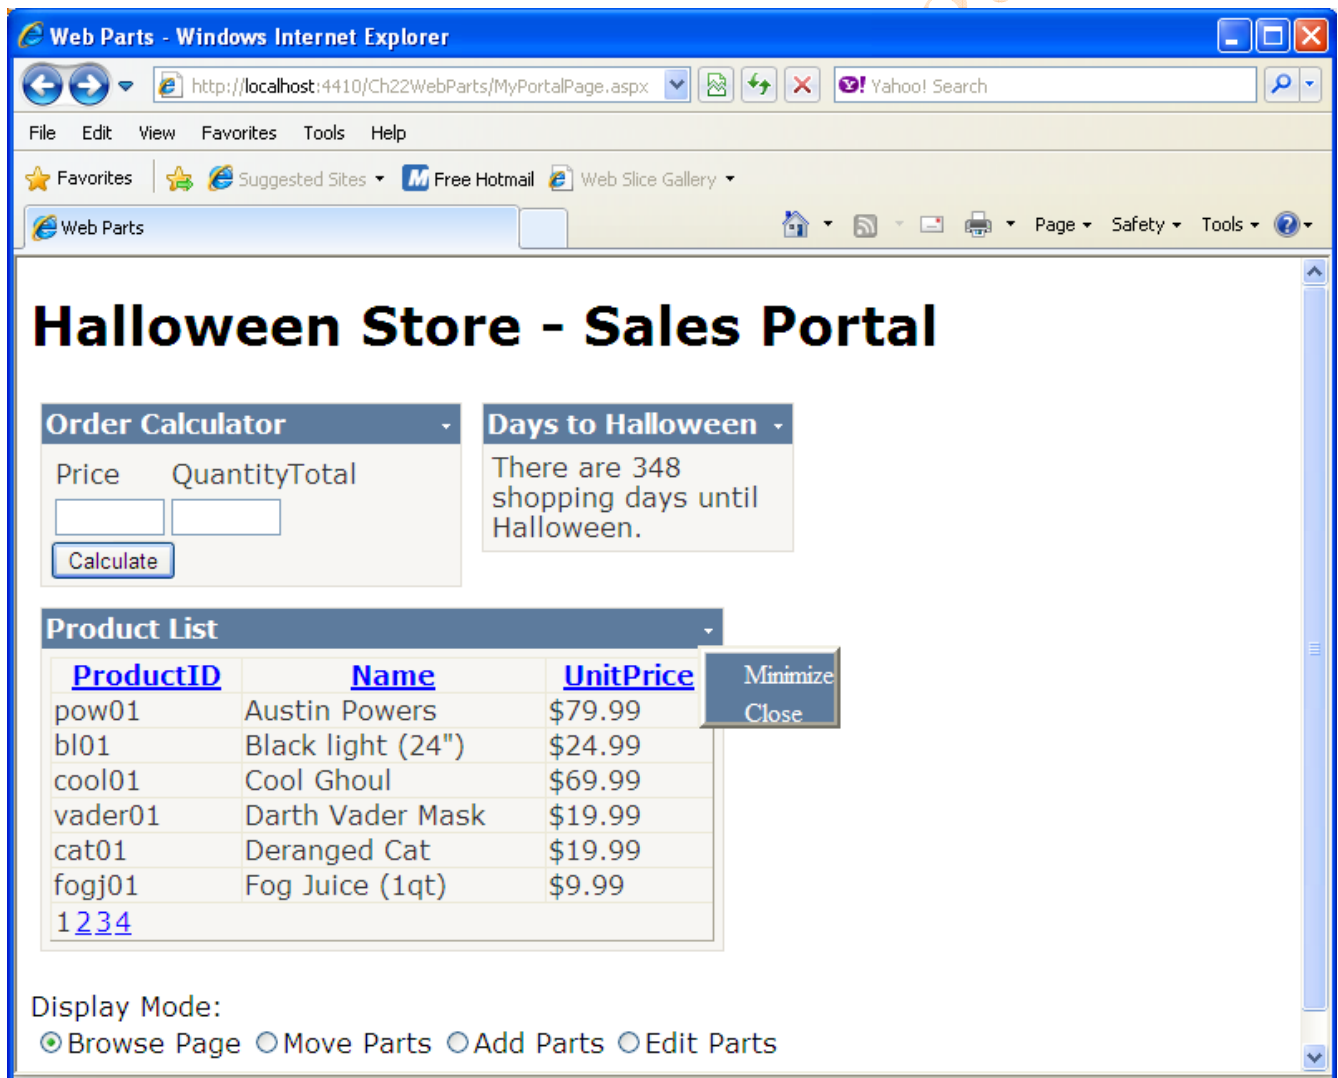 Web Parts - Windows Internet Explorer
http://localhost:4410/Ch22WebParts/MyPortalPage.aspx Yahoo! Search
File Edit View Favorites Tools Help
Favorites Suggested Sites Free Hotmail Web Slice Gallery
Web Parts Page Safety Tools
Halloween Store - Sales Portal
Order Calculator
Price QuantityTotal
Calculate
Days to Halloween
There are 348
shopping days until
Halloween.
Product List
Minimize
Close
ProductID Name UnitPrice
pow01 Austin Powers $79.99
bl01 Black light (24") $24.99
cool01 Cool Ghoul $69.99
vader01 Darth Vader Mask $19.99
cat01 Deranged Cat $19.99
fogj01 Fog Juice (1qt) $9.99
1234
Display Mode:
Browse Page Move Parts Add Parts Edit Parts